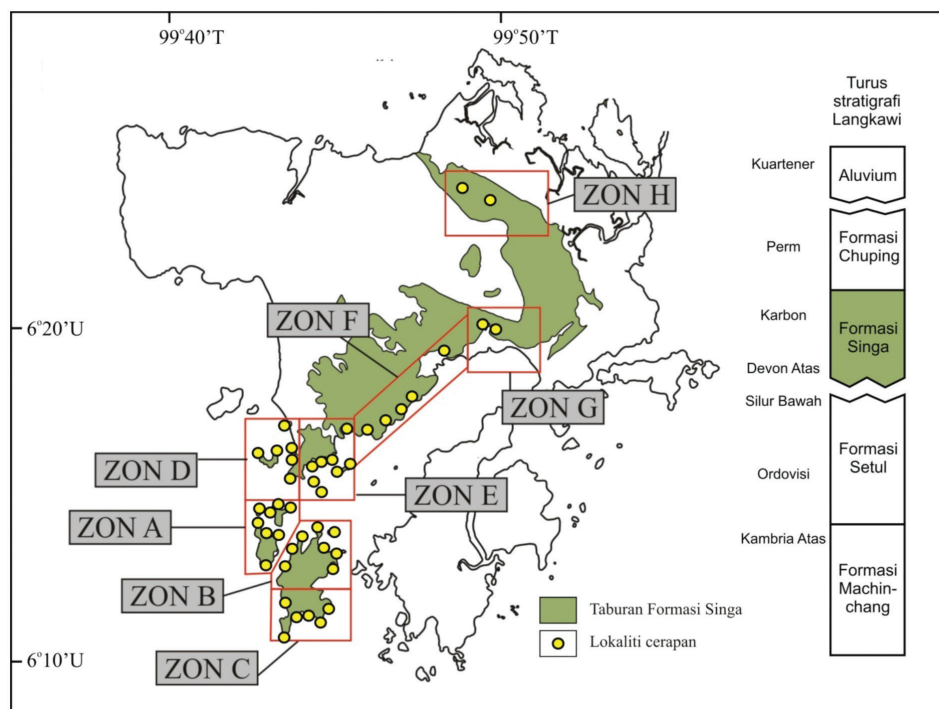 99°40’T
99°50’T
6°20’U
6°10’U
ZON H
ZON F
ZON G
ZON D
ZON E
ZON A
ZON B
ZON C
Taburan Formasi Singa
Lokaliti cerapan
Turus
stratigrafi
Langkawi
Kuartener
Aluvium
Perm
Formasi
Chuping
Karbon
Formasi
Singa
Devon Atas
Silur Bawah
Ordovisi
Formasi
Setul
Kambria Atas
Formasi
Machin-
chang